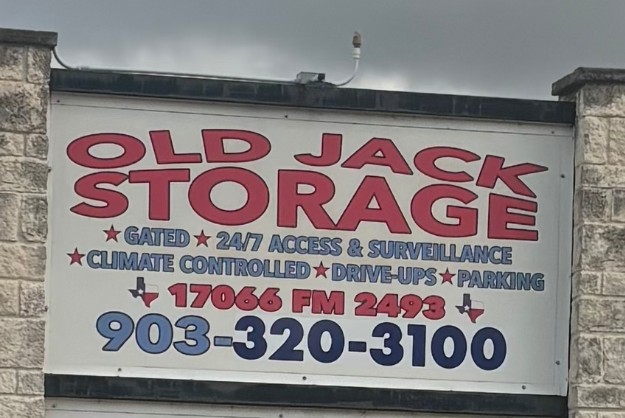 OLD JACK
STORAGE
★ GATED ★ 24/7 ACCESS & SURVEILLANCE
★ CLIMATE CONTROLLED ★ DRIVE-UPS ★ PARKING
17066 FM 2493
903-320-3100